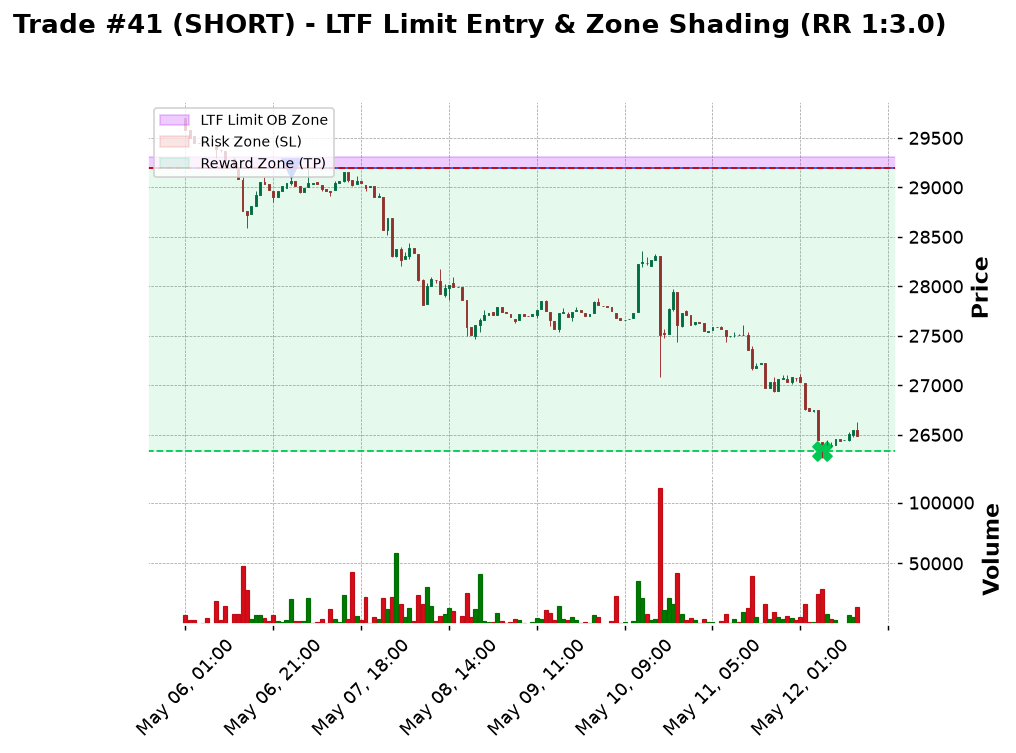 Trade #41 (SHORT) - LTF Limit Entry & Zone Shading (RR 1:3.0)
LTF Limit OB Zone
Risk Zone (SL)
Reward Zone (TP)
29500
29000
28500
28000
27500
27000
26500
Price
100000
50000
Volume
May 06, 01:00
May 06, 21:00
May 07, 18:00
May 08, 14:00
May 09, 11:00
May 10, 09:00
May 11, 05:00
May 12, 01:00